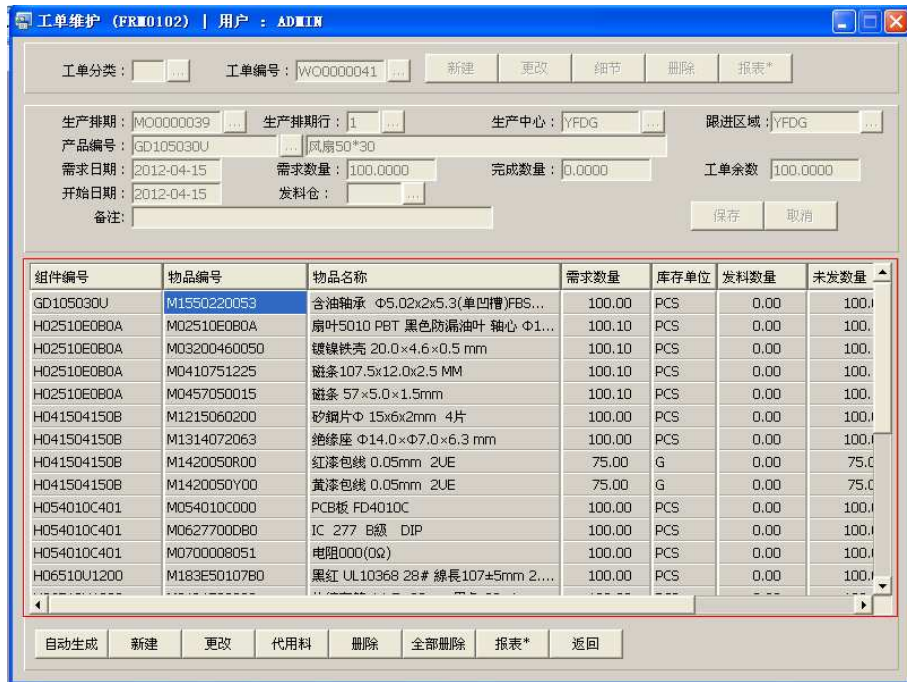 工单维护 (FRM0102) | 用户 : ADMIN
工单分类： ... 工单编号： WO0000041 ... 新建 更改 细节 删除 报表*
生产排期： MO0000039 ... 生产排期行： 1 ... 生产中心： YFDG ... 跟进区域： YFDG ...
产品编号： GD105030U ... 风扇50*30
需求日期： 2012-04-15 需求数量： 100.0000 完成数量： 0.0000 工单余数 100.0000
开始日期： 2012-04-15 发料仓： ...
备注： 保存 取消
组件编号 物品编号 物品名称 需求数量 库存单位 发料数量 未发数量
GD105030U M1550220053 含油轴承 Φ5.02x2x5.3(单凹槽)FBS... 100.00 PCS 0.00 100.
H02510E0B0A M02510E0B0A 扇叶5010 PBT 黑色防漏油叶 轴心 Φ1... 100.10 PCS 0.00 100.
H02510E0B0A M03200460050 镀镍铁壳 20.0×4.6×0.5 mm 100.10 PCS 0.00 100.
H02510E0B0A M0410751225 磁条107.5x12.0x2.5 MM 100.10 PCS 0.00 100.
H02510E0B0A M0457050015 磁条 57×5.0×1.5mm 100.10 PCS 0.00 100.
H041504150B M1215060200 矽鋼片Φ 15x6x2mm 4片 100.00 PCS 0.00 100.
H041504150B M1314072063 绝缘座 Φ14.0×Φ7.0×6.3 mm 100.00 PCS 0.00 100.
H041504150B M1420050R00 红漆包线 0.05mm 2UE 75.00 G 0.00 75.0
H041504150B M1420050Y00 黄漆包线 0.05mm 2UE 75.00 G 0.00 75.0
H054010C401 M054010C000 PCB板 FD4010C 100.00 PCS 0.00 100.
H054010C401 M0627700DB0 IC 277 B級 DIP 100.00 PCS 0.00 100.
H054010C401 M0700008051 电阻000(0Ω) 100.00 PCS 0.00 100.
H06510U1200 M183E50107B0 黑红 UL10368 28# 線長107±5mm 2.... 100.00 PCS 0.00 100.
自动生成 新建 更改 代用料 删除 全部删除 报表* 返回